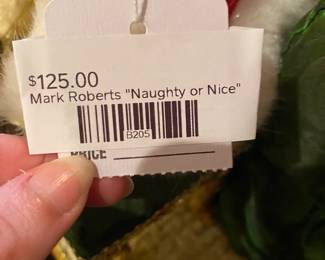 $125.00
Mark Roberts "Naughty or Nice"
B205
PRICE